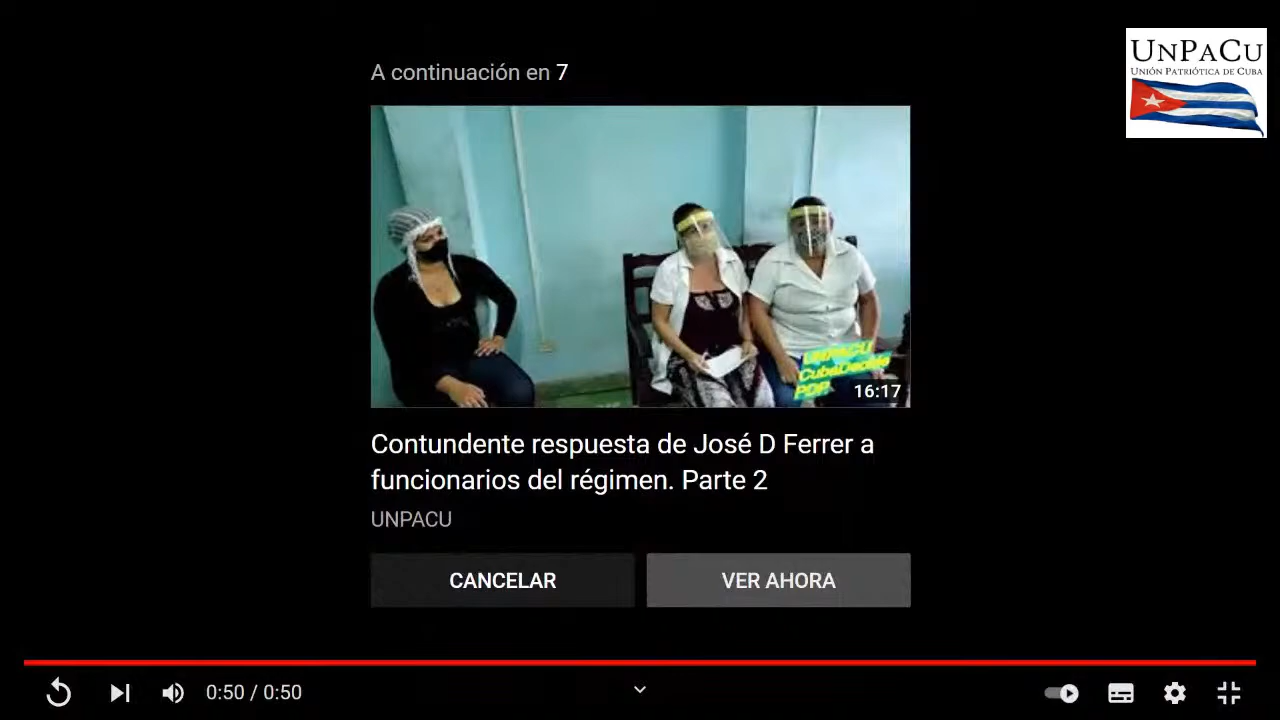 A continuación en 7
UNPACU
UNIÓN PATRIÓTICA DE CUBA
UNPACU
CubaDecide
PDP
16:17
Contundente respuesta de José D Ferrer a
funcionarios del régimen. Parte 2
UNPACU
CANCELAR
VER AHORA
0:50 / 0:50